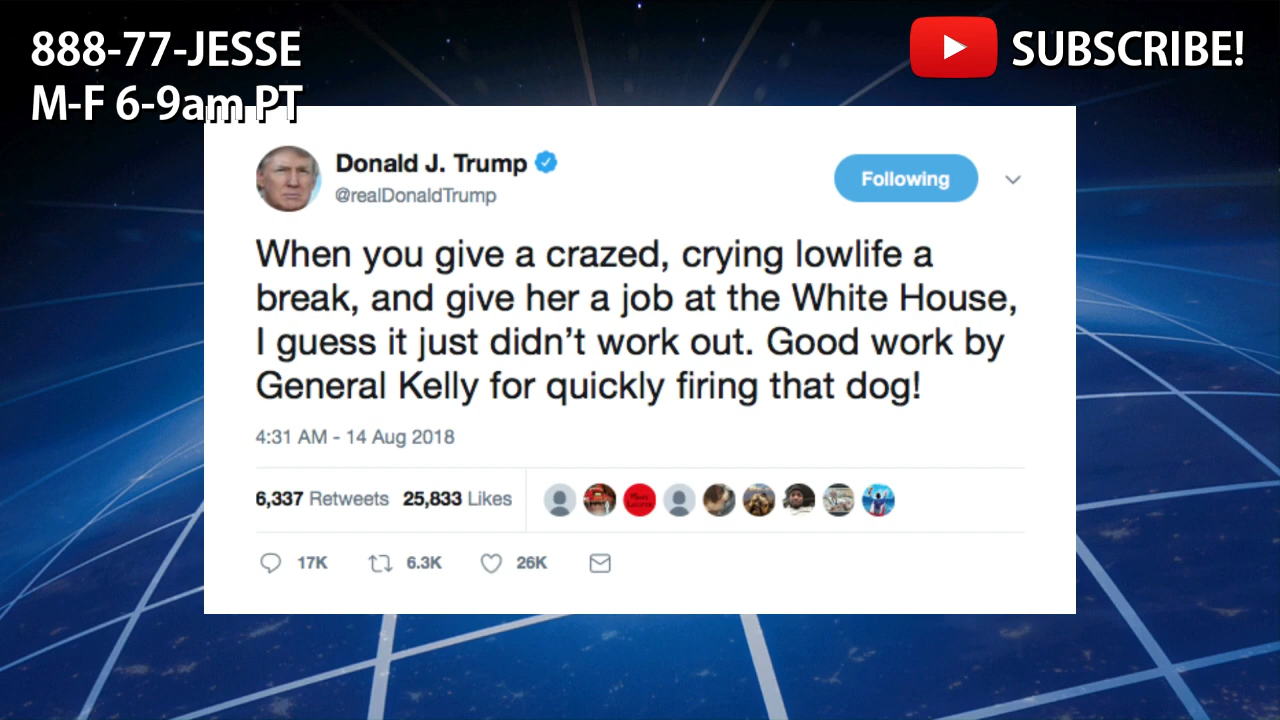 888-77-JESSE
M-F 6-9am PT
SUBSCRIBE!
Donald J. Trump
@realDonaldTrump
Following
When you give a crazed, crying lowlife a
break, and give her a job at the White House,
I guess it just didn’t work out. Good work by
General Kelly for quickly firing that dog!
4:31 AM - 14 Aug 2018
6,337 Retweets 25,833 Likes
17K 6.3K 26K